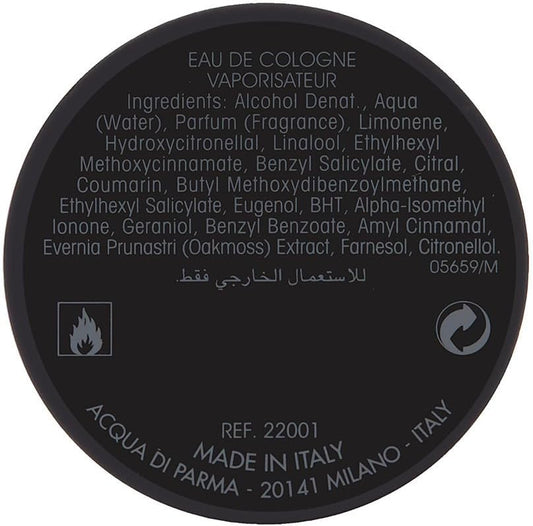 EAU DE COLOGNE
VAPORISATEUR
Ingredients: Alcohol Denat., Aqua
(Water), Parfum (Fragrance), Limonene,
Hydroxycitronellal, Linalool, Ethylhexyl
Methoxycinnamate, Benzyl Salicylate, Citral,
Coumarin, Butyl Methoxydibenzoylmethane,
Ethylhexyl Salicylate, Eugenol, BHT, Alpha-Isomethyl
Ionone, Geraniol, Benzyl Benzoate, Amyl Cinnamal,
Evernia Prunastri (Oakmoss) Extract, Farnesol, Citronellol.
05659/M
للاستعمال الخارجي فقط.
REF. 22001
MADE IN ITALY
ACQUA DI PARMA - 20141 MILANO - ITALY